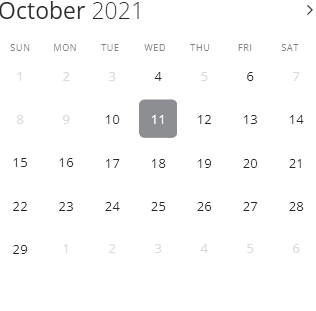 October 2021
SUN MON TUE WED THU FRI SAT
1 2 3 4 5 6 7
8 9 10 11 12 13 14
15 16 17 18 19 20 21
22 23 24 25 26 27 28
29 1 2 3 4 5 6